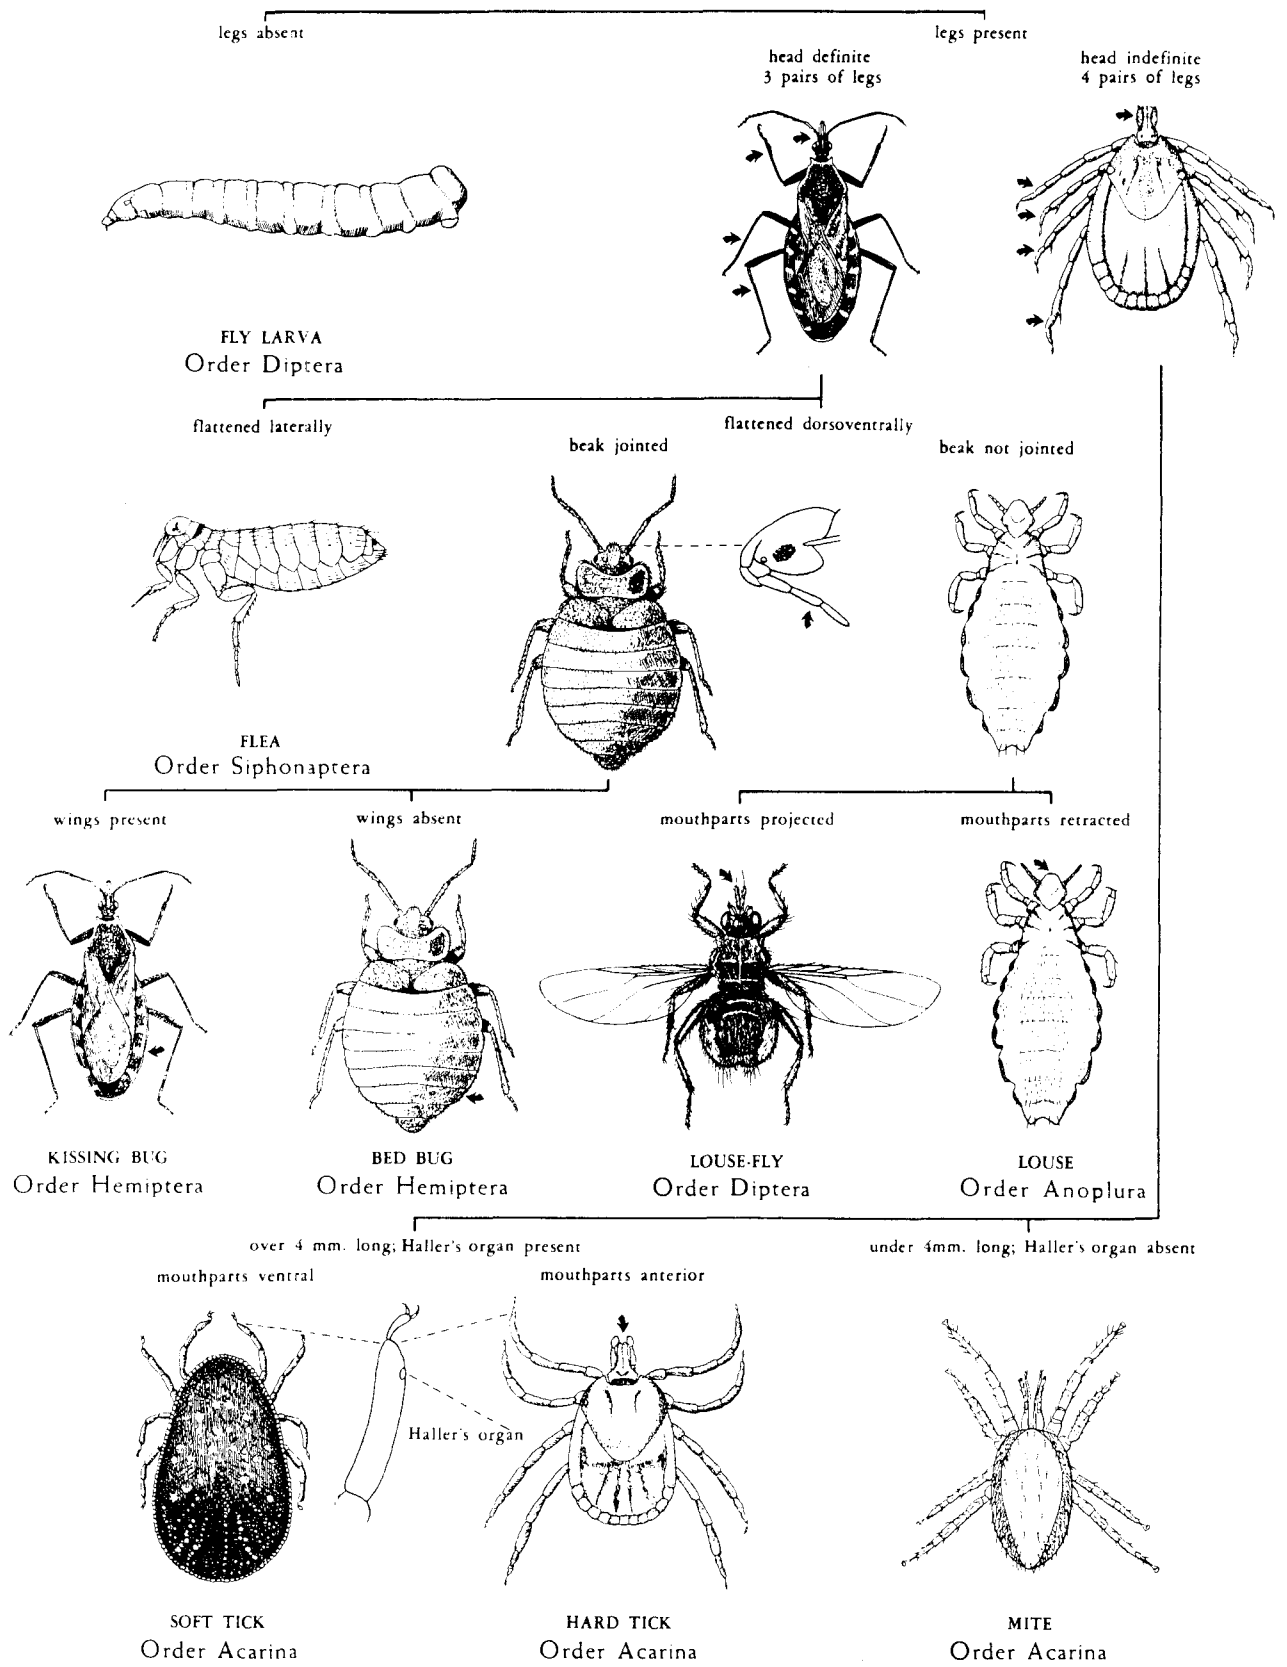 legs absent
legs present
head definite
3 pairs of legs
head indefinite
4 pairs of legs
FLY LARVA
Order Diptera
flattened laterally
flattened dorsoventrally
beak jointed
beak not jointed
FLEA
Order Siphonaptera
wings present
wings absent
mouthparts projected
mouthparts retracted
KISSING BUG
Order Hemiptera
BED BUG
Order Hemiptera
LOUSE-FLY
Order Diptera
LOUSE
Order Anoplura
over 4 mm. long; Haller's organ present
under 4mm. long; Haller's organ absent
mouthparts ventral
mouthparts anterior
Haller's organ
SOFT TICK
Order Acarina
HARD TICK
Order Acarina
MITE
Order Acarina